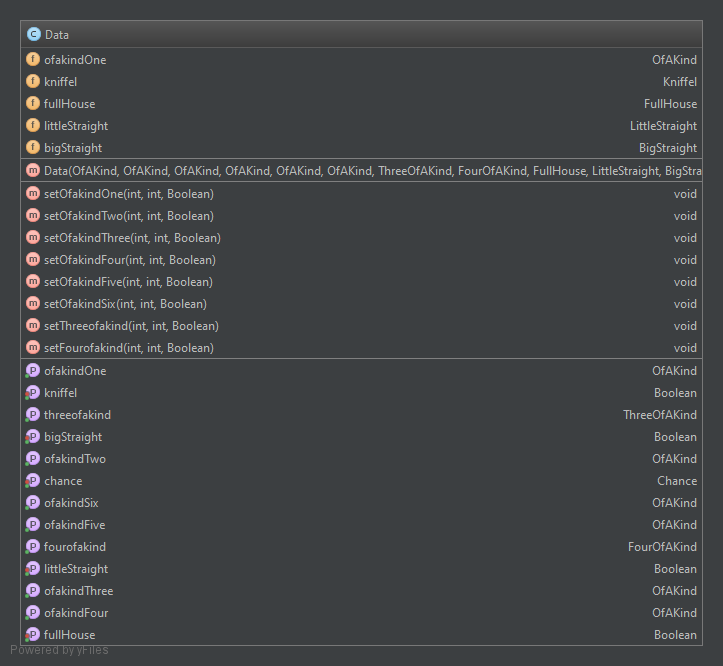 C Data
f ofakindOne OfAKind
f kniffel Kniffel
f fullHouse FullHouse
f littleStraight LittleStraight
f bigStraight BigStraight
m Data(OfAKind, OfAKind, OfAKind, OfAKind, OfAKind, OfAKind, ThreeOfAKind, FourOfAKind, FullHouse, LittleStraight, BigStra
m setOfakindOne(int, int, Boolean) void
m setOfakindTwo(int, int, Boolean) void
m setOfakindThree(int, int, Boolean) void
m setOfakindFour(int, int, Boolean) void
m setOfakindFive(int, int, Boolean) void
m setOfakindSix(int, int, Boolean) void
m setThreeofakind(int, int, Boolean) void
m setFourofakind(int, int, Boolean) void
P ofakindOne OfAKind
P kniffel Boolean
P threeofakind ThreeOfAKind
P bigStraight Boolean
P ofakindTwo OfAKind
P chance Chance
P ofakindSix OfAKind
P ofakindFive OfAKind
P fourofakind FourOfAKind
P littleStraight Boolean
P ofakindThree OfAKind
P ofakindFour OfAKind
P fullHouse Boolean
Powered by yFiles